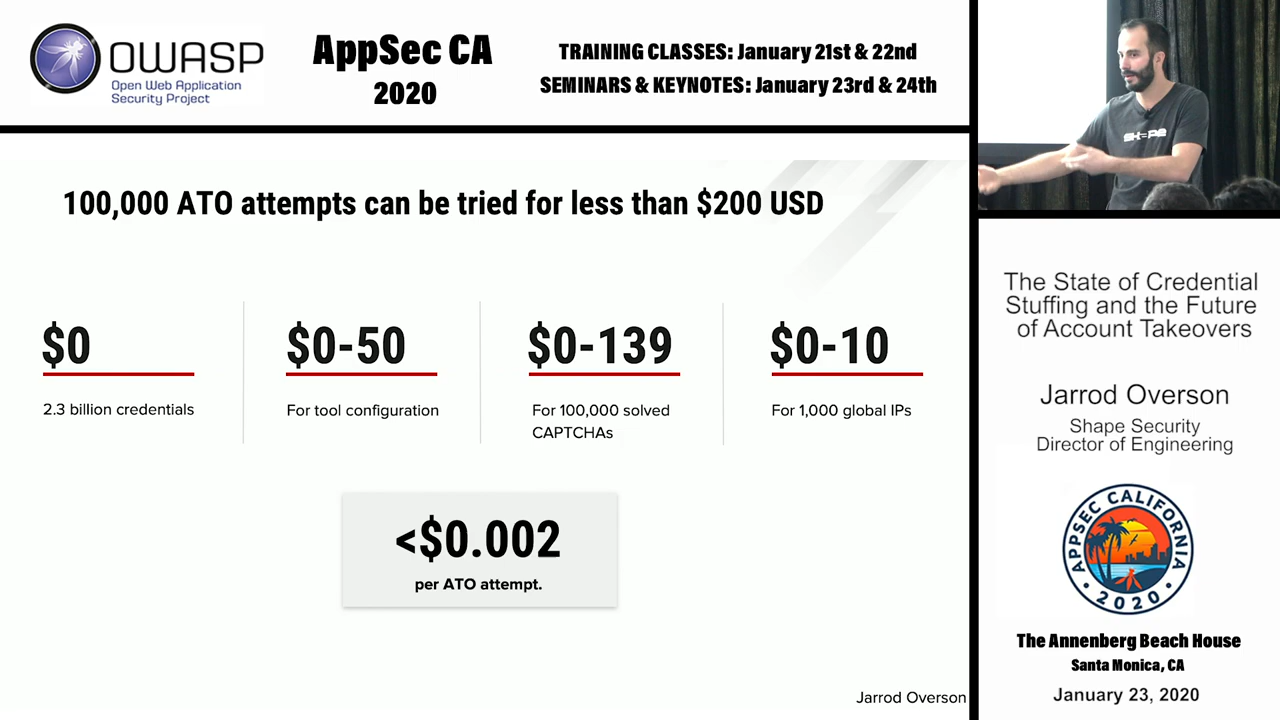 OWASP
Open Web Application
Security Project
AppSec CA
2020
TRAINING CLASSES: January 21st & 22nd
SEMINARS & KEYNOTES: January 23rd & 24th
SHAPE
100,000 ATO attempts can be tried for less than $200 USD
$0
2.3 billion credentials
$0-50
For tool configuration
$0-139
For 100,000 solved
CAPTCHAs
$0-10
For 1,000 global IPs
<$0.002
per ATO attempt.
Jarrod Overson
The State of Credential
Stuffing and the Future
of Account Takeovers
Jarrod Overson
Shape Security
Director of Engineering
APPSEC CALIFORNIA
• 2020 •
The Annenberg Beach House
Santa Monica, CA
January 23, 2020